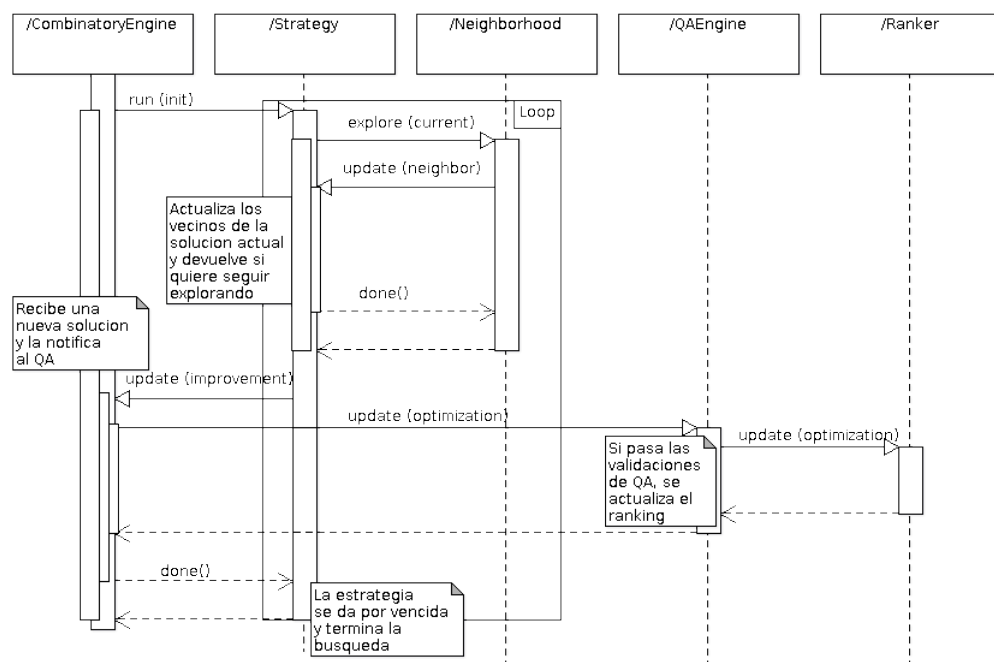 /CombinatoryEngine
/Strategy
/Neighborhood
/QAEngine
/Ranker
run (init)
Loop
explore (current)
update (neighbor)
Actualiza los
vecinos de la
solucion actual
y devuelve si
quiere seguir
explorando
done()
Recibe una
nueva solucion
y la notifica
al QA
update (improvement)
update (optimization)
update (optimization)
Si pasa las
validaciones
de QA, se
actualiza el
ranking
done()
La estrategia
se da por vencida
y termina la
busqueda